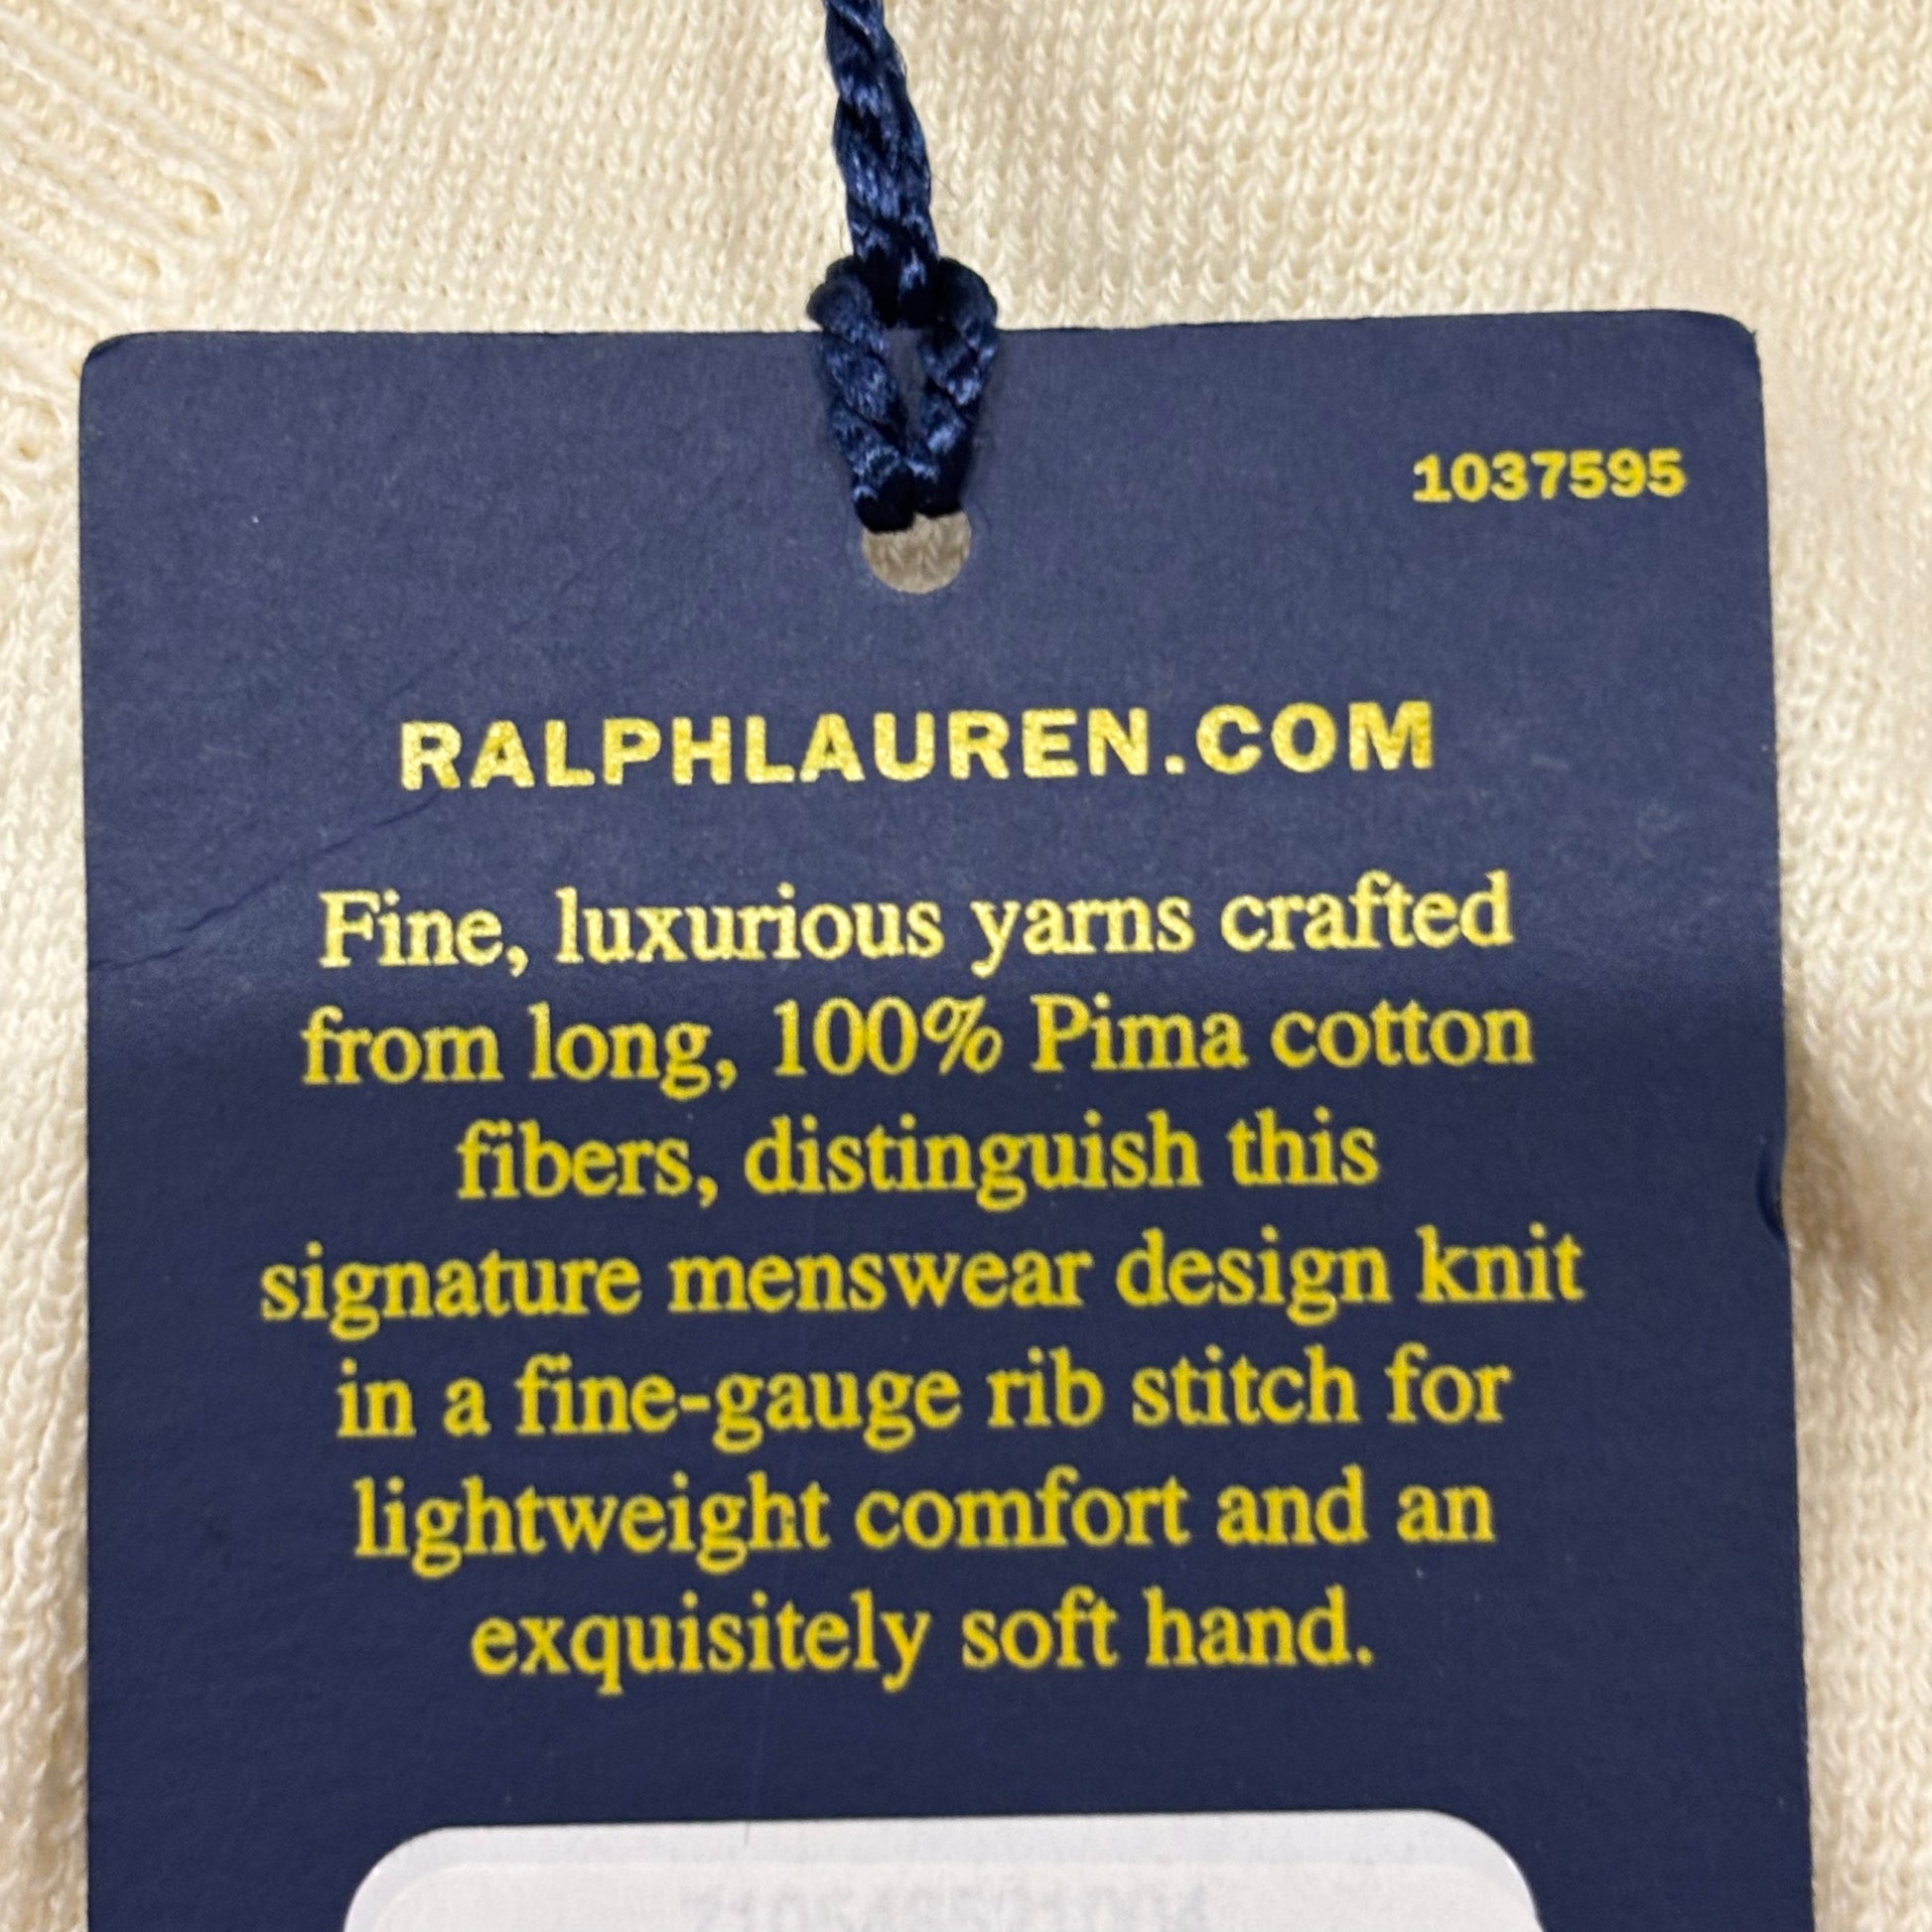 1037595
RALPHLAUREN.COM
Fine, luxurious yarns crafted
from long, 100% Pima cotton
fibers, distinguish this
signature menswear design knit
in a fine-gauge rib stitch for
lightweight comfort and an
exquisitely soft hand.